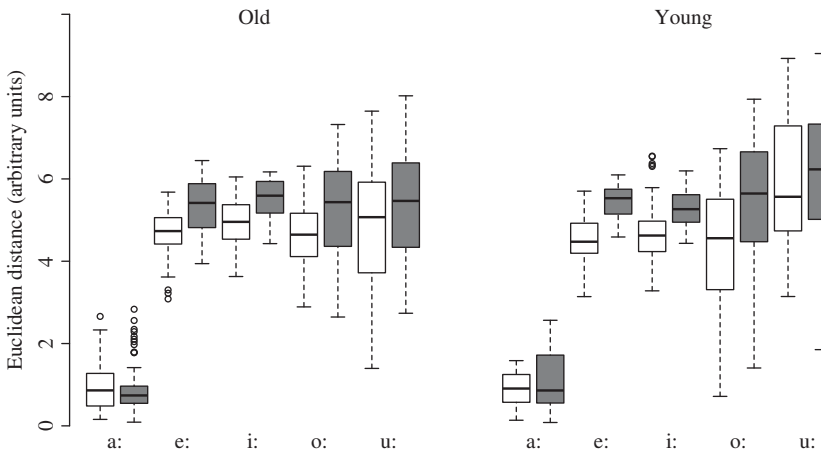 Old
Young
Euclidean distance (arbitrary units)
8
6
4
2
0
a: e: i: o: u:
a: e: i: o: u: